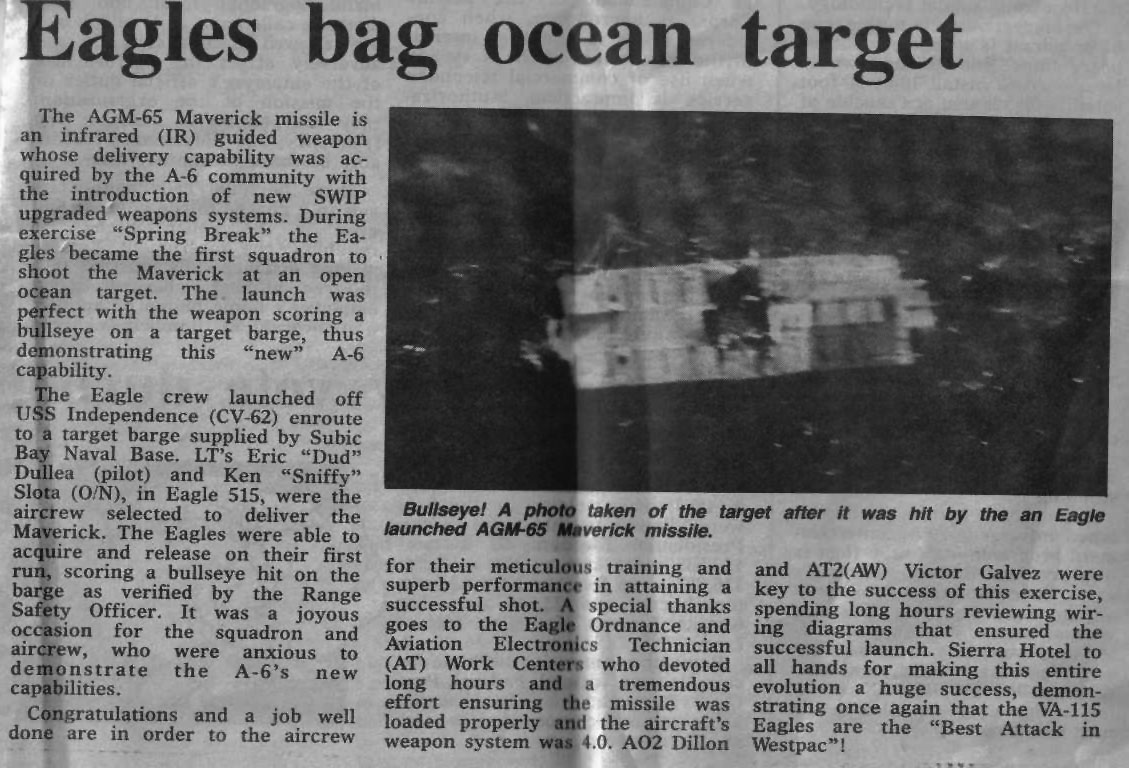 Eagles bag ocean target
The AGM-65 Maverick missile is
an infrared (IR) guided weapon
whose delivery capability was ac-
quired by the A-6 community with
the introduction of new SWIP
upgraded weapons systems. During
exercise “Spring Break” the Ea-
gles became the first squadron to
shoot the Maverick at an open
ocean target. The launch was
perfect with the weapon scoring a
bullseye on a target barge, thus
demonstrating this “new” A-6
capability.
The Eagle crew launched off
USS Independence (CV-62) enroute
to a target barge supplied by Subic
Bay Naval Base. LT's Eric “Dud”
Dullea (pilot) and Ken “Sniffy”
Slota (O/N), in Eagle 515, were the
aircrew selected to deliver the
Maverick. The Eagles were able to
acquire and release on their first
run, scoring a bullseye hit on the
barge as verified by the Range
Safety Officer. It was a joyous
occasion for the squadron and
aircrew, who were anxious to
demonstrate the A-6's new
capabilities.
Congratulations and a job well
done are in order to the aircrew
Bullseye! A photo taken of the target after it was hit by the an Eagle
launched AGM-65 Maverick missile.
for their meticulous training and
superb performance in attaining a
successful shot. A special thanks
goes to the Eagle Ordnance and
Aviation Electronics Technician
(AT) Work Centers who devoted
long hours and a tremendous
effort ensuring the missile was
loaded properly and the aircraft's
weapon system was 4.0. AO2 Dillon
and AT2(AW) Victor Galvez were
key to the success of this exercise,
spending long hours reviewing wir-
ing diagrams that ensured the
successful launch. Sierra Hotel to
all hands for making this entire
evolution a huge success, demon-
strating once again that the VA-115
Eagles are the “Best Attack in
Westpac”!